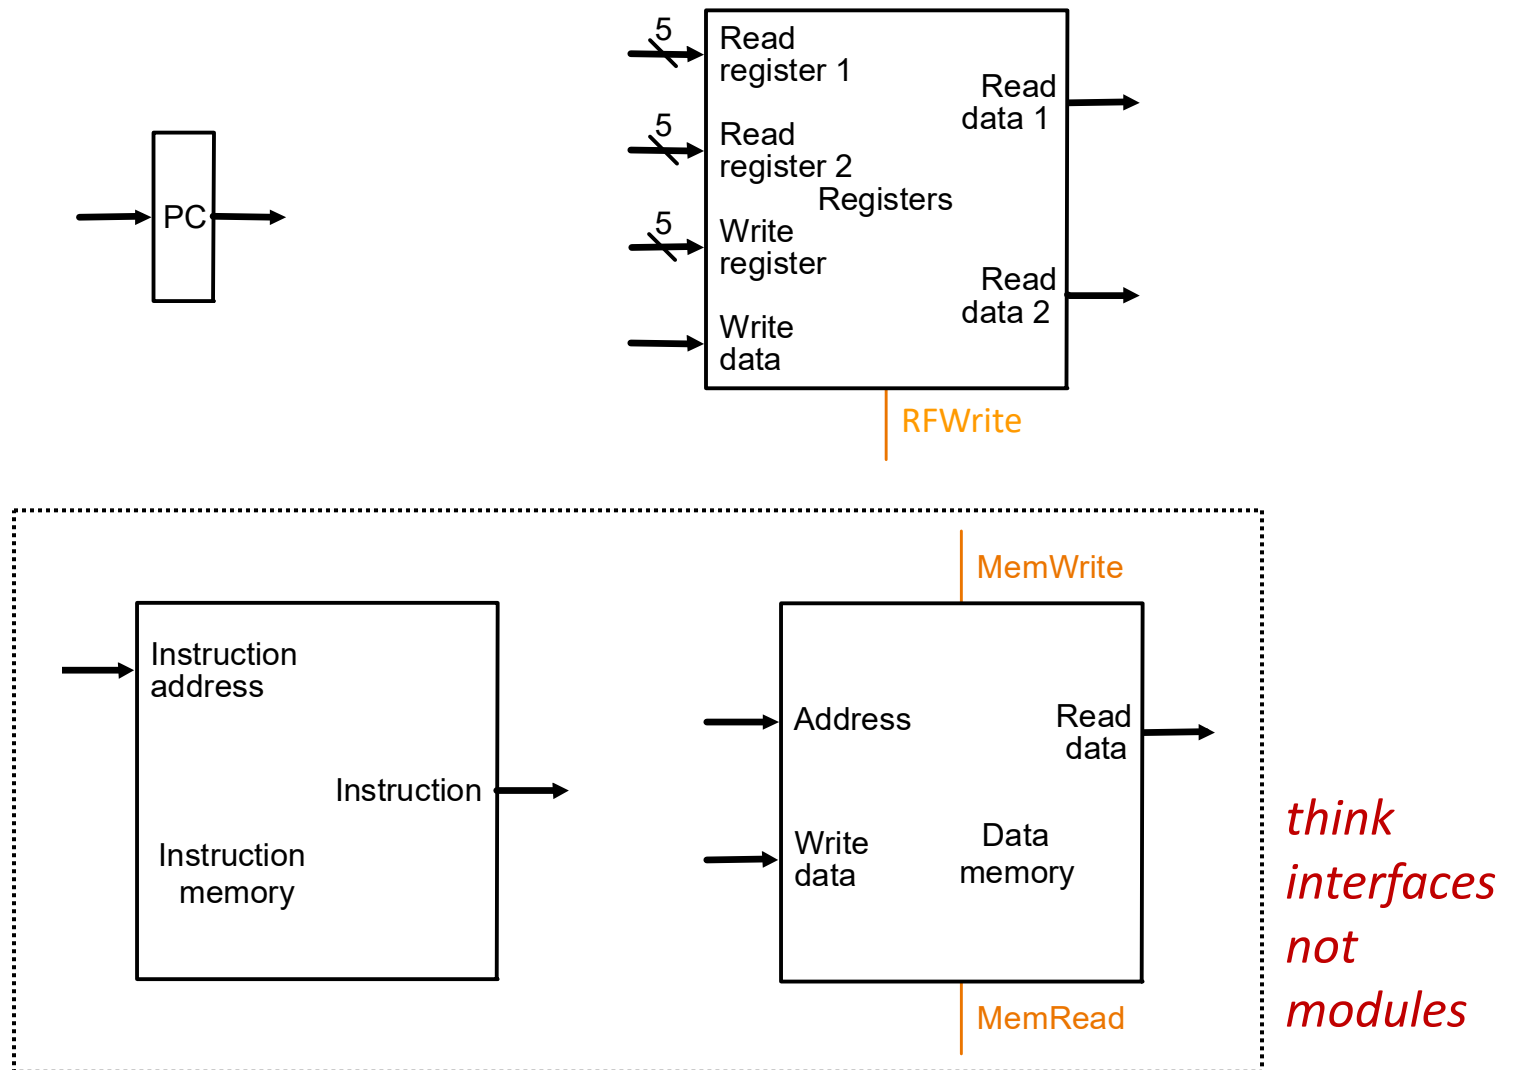 5
Read
register 1
5
Read
register 2
5
Write
register
Write
data
Registers
Read
data 1
Read
data 2
PC
RFWrite
Instruction
address
Instruction
Instruction
memory
MemWrite
Address
Read
data
Write
data
Data
memory
MemRead
think
interfaces
not
modules